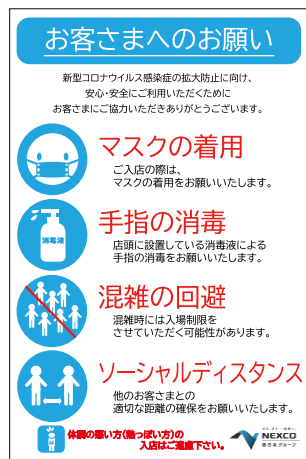 お客さまへのお願い
新型コロナウイルス感染症の拡大防止に向け、
安心・安全にご利用いただくために
お客さまにご協力いただきありがとうございます。
マスクの着用
ご入店の際は、
マスクの着用をお願いいたします。
手指の消毒
消毒液
店頭に設置している消毒液による
手指の消毒をお願いいたします。
混雑の回避
混雑時には入場制限を
させていただく可能性があります。
ソーシャルディスタンス
他のお客さまとの
適切な距離の確保をお願いいたします。
体調の悪い方(熱っぽい方)の
入店はご遠慮下さい。
NEXCO
西日本グループ